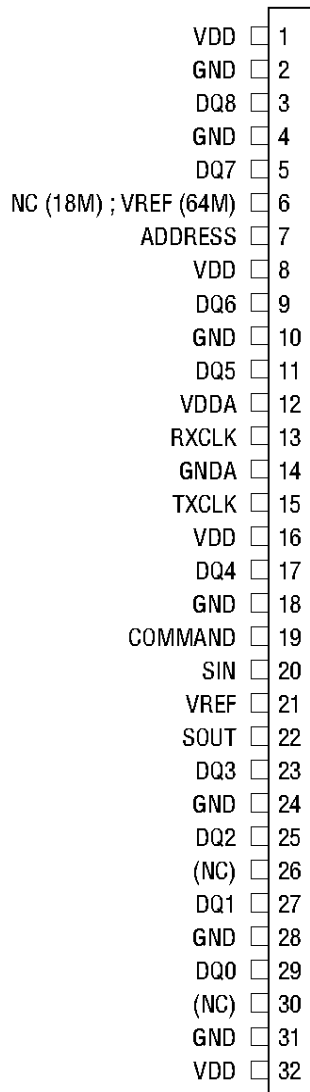 VDD 1
GND 2
DQ8 3
GND 4
DQ7 5
NC (18M) ; VREF (64M) 6
ADDRESS 7
VDD 8
DQ6 9
GND 10
DQ5 11
VDDA 12
RXCLK 13
GNDA 14
TXCLK 15
VDD 16
DQ4 17
GND 18
COMMAND 19
SIN 20
VREF 21
SOUT 22
DQ3 23
GND 24
DQ2 25
(NC) 26
DQ1 27
GND 28
DQ0 29
(NC) 30
GND 31
VDD 32